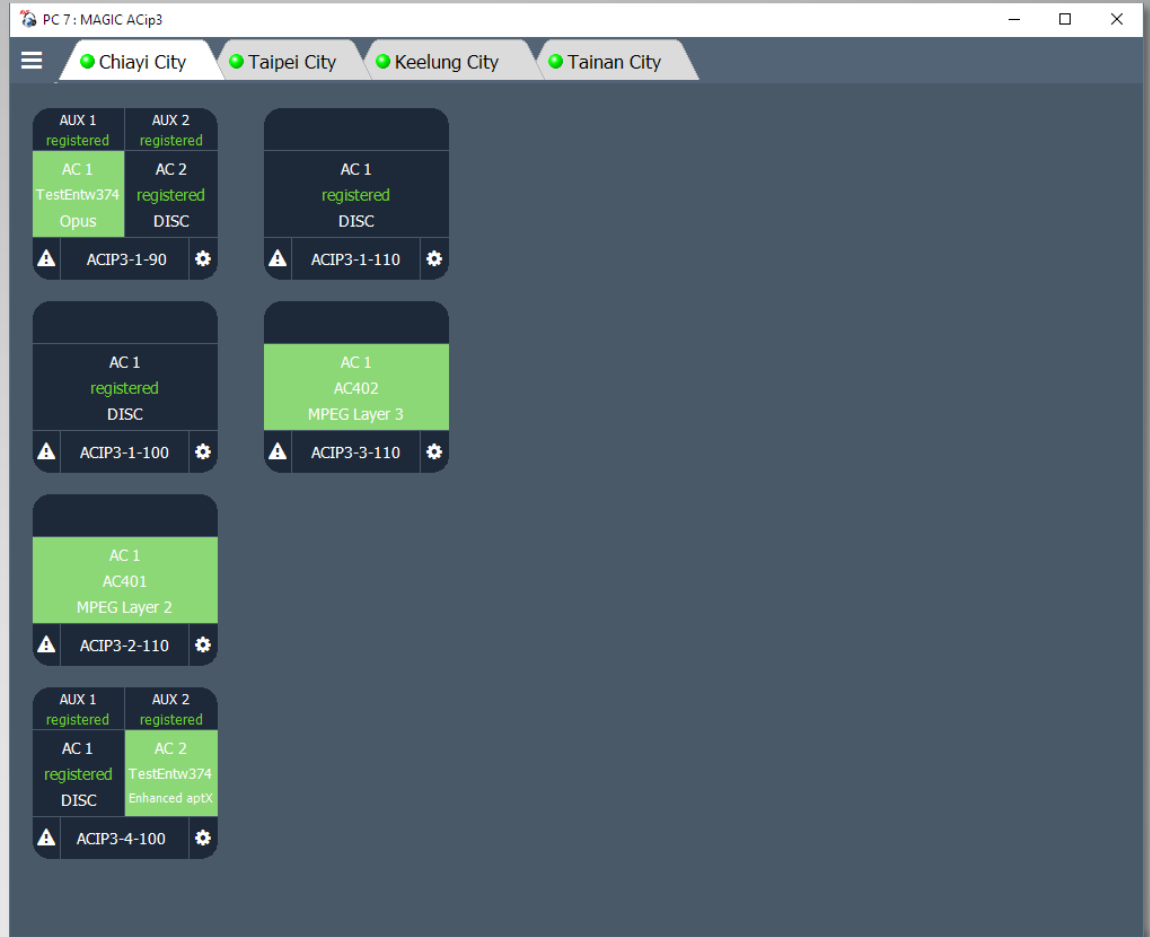 PC 7 : MAGIC ACip3
Chiayi City
Taipei City
Keelung City
Tainan City
AUX 1
registered
AUX 2
registered
AC 1
TestEntw374
Opus
AC 2
registered
DISC
ACIP3-1-90
AC 1
registered
DISC
ACIP3-1-110
AC 1
registered
DISC
ACIP3-1-100
AC 1
AC402
MPEG Layer 3
ACIP3-3-110
AC 1
AC401
MPEG Layer 2
ACIP3-2-110
AUX 1
registered
AUX 2
registered
AC 1
registered
DISC
AC 2
TestEntw374
Enhanced aptX
ACIP3-4-100